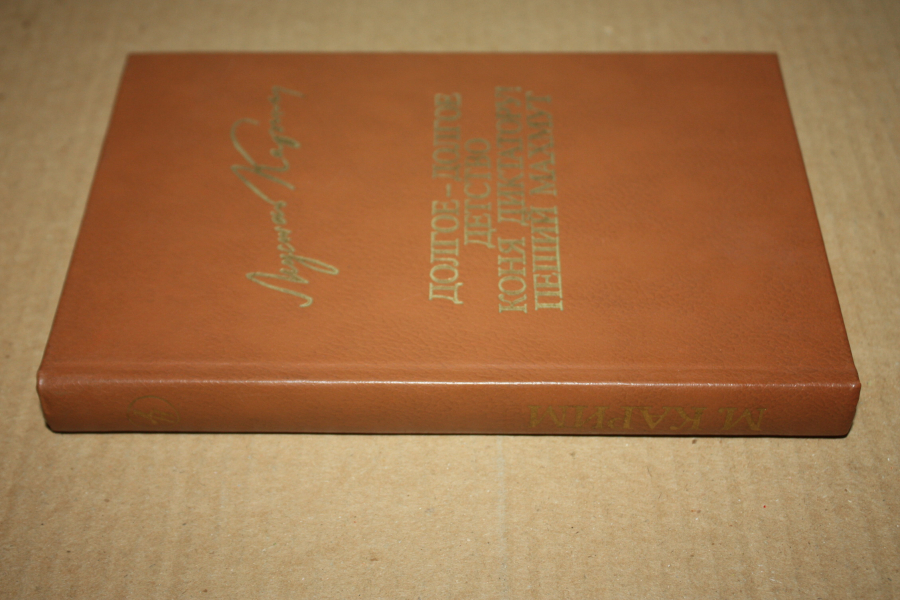 Мустай Карим
ДОЛГОЕ-ДОЛГОЕ
ДЕТСТВО
КОНЯ ДИКТАТОРУ!
ПЕШИЙ МАХМУТ
М. КАРИМ